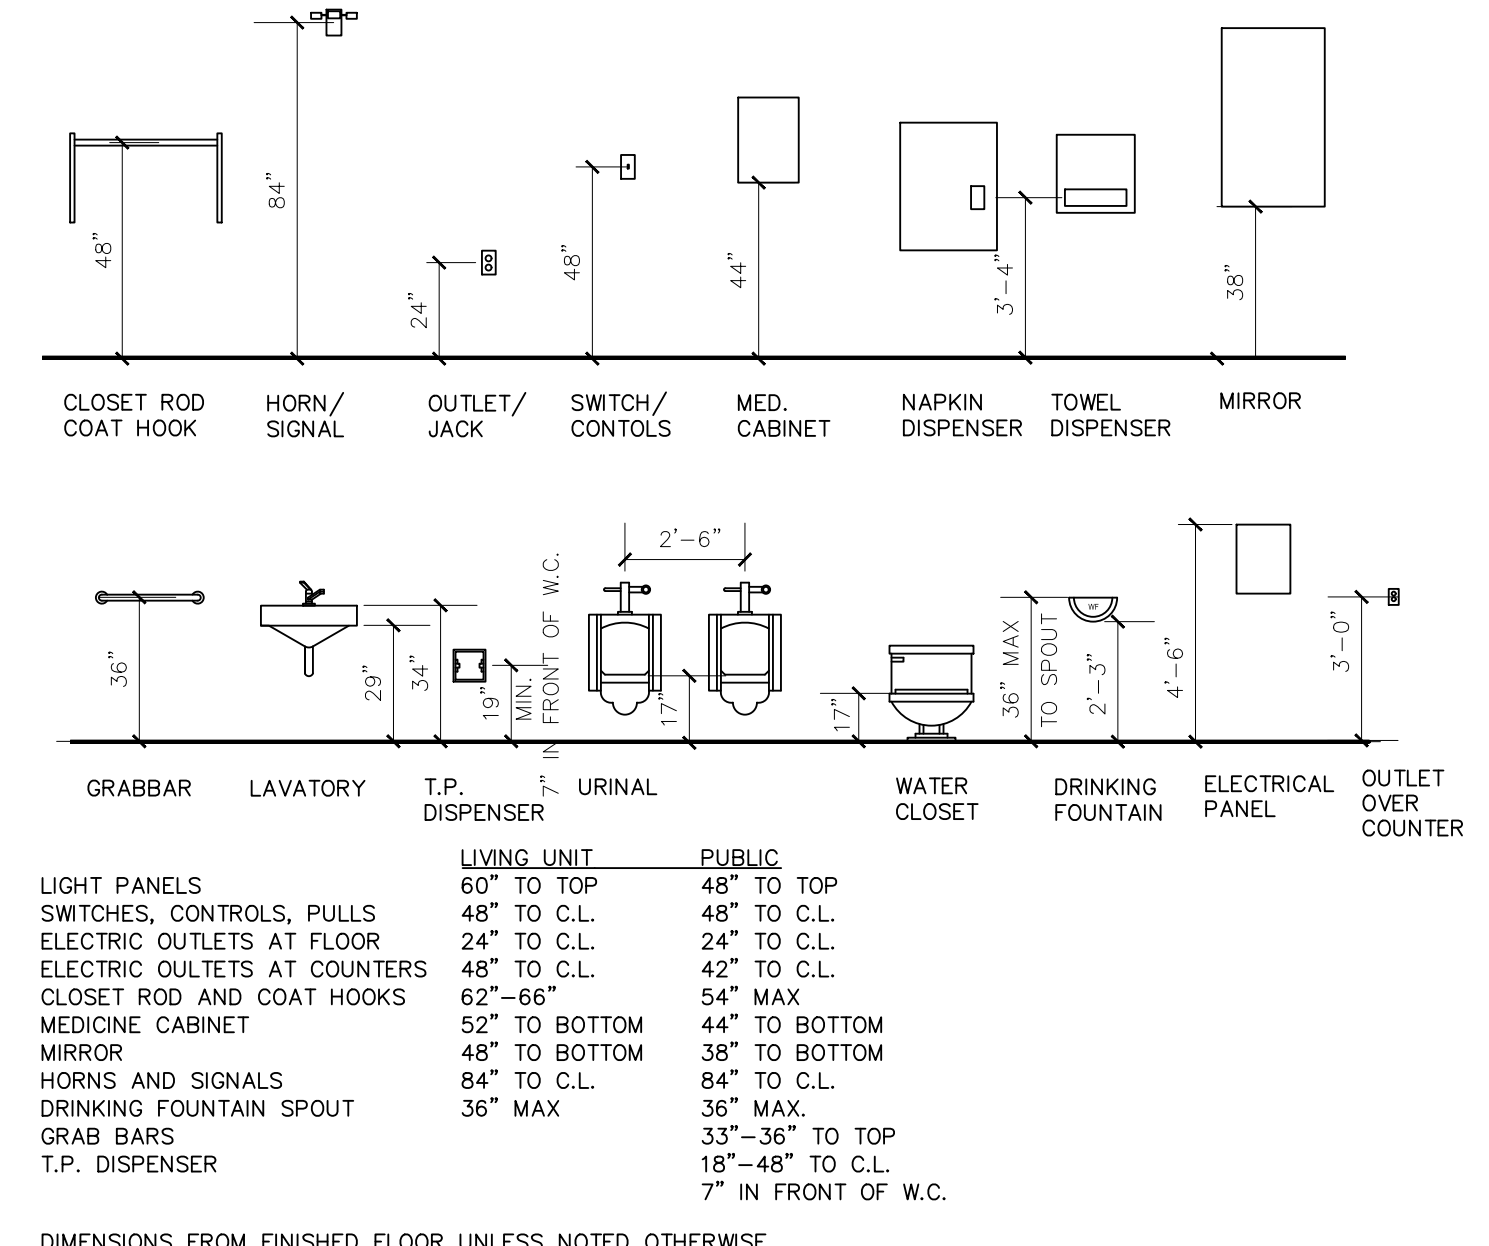 84”
48”
24”
48”
44”
3’–4”
38”
CLOSET ROD
COAT HOOK
HORN/
SIGNAL
OUTLET/
JACK
SWITCH/
CONTOLS
MED.
CABINET
NAPKIN
DISPENSER
TOWEL
DISPENSER
MIRROR
2’–6”
36”
29”
34”
19”
MIN.
7” IN FRONT OF W.C.
17”
17”
36” MAX
TO SPOUT
WF
2’–3”
4’–6”
3’–0”
GRABBAR
LAVATORY
T.P.
DISPENSER
URINAL
WATER
CLOSET
DRINKING
FOUNTAIN
ELECTRICAL
PANEL
OUTLET
OVER
COUNTER
LIVING UNIT PUBLIC
LIGHT PANELS 60” TO TOP 48” TO TOP
SWITCHES, CONTROLS, PULLS 48” TO C.L. 48” TO C.L.
ELECTRIC OUTLETS AT FLOOR 24” TO C.L. 24” TO C.L.
ELECTRIC OULTETS AT COUNTERS 48” TO C.L. 42” TO C.L.
CLOSET ROD AND COAT HOOKS 62”–66” 54” MAX
MEDICINE CABINET 52” TO BOTTOM 44” TO BOTTOM
MIRROR 48” TO BOTTOM 38” TO BOTTOM
HORNS AND SIGNALS 84” TO C.L. 84” TO C.L.
DRINKING FOUNTAIN SPOUT 36” MAX 36” MAX.
GRAB BARS 33”–36” TO TOP
T.P. DISPENSER 18”–48” TO C.L.
7” IN FRONT OF W.C.
DIMENSIONS FROM FINISHED FLOOR UNLESS NOTED OTHERWISE